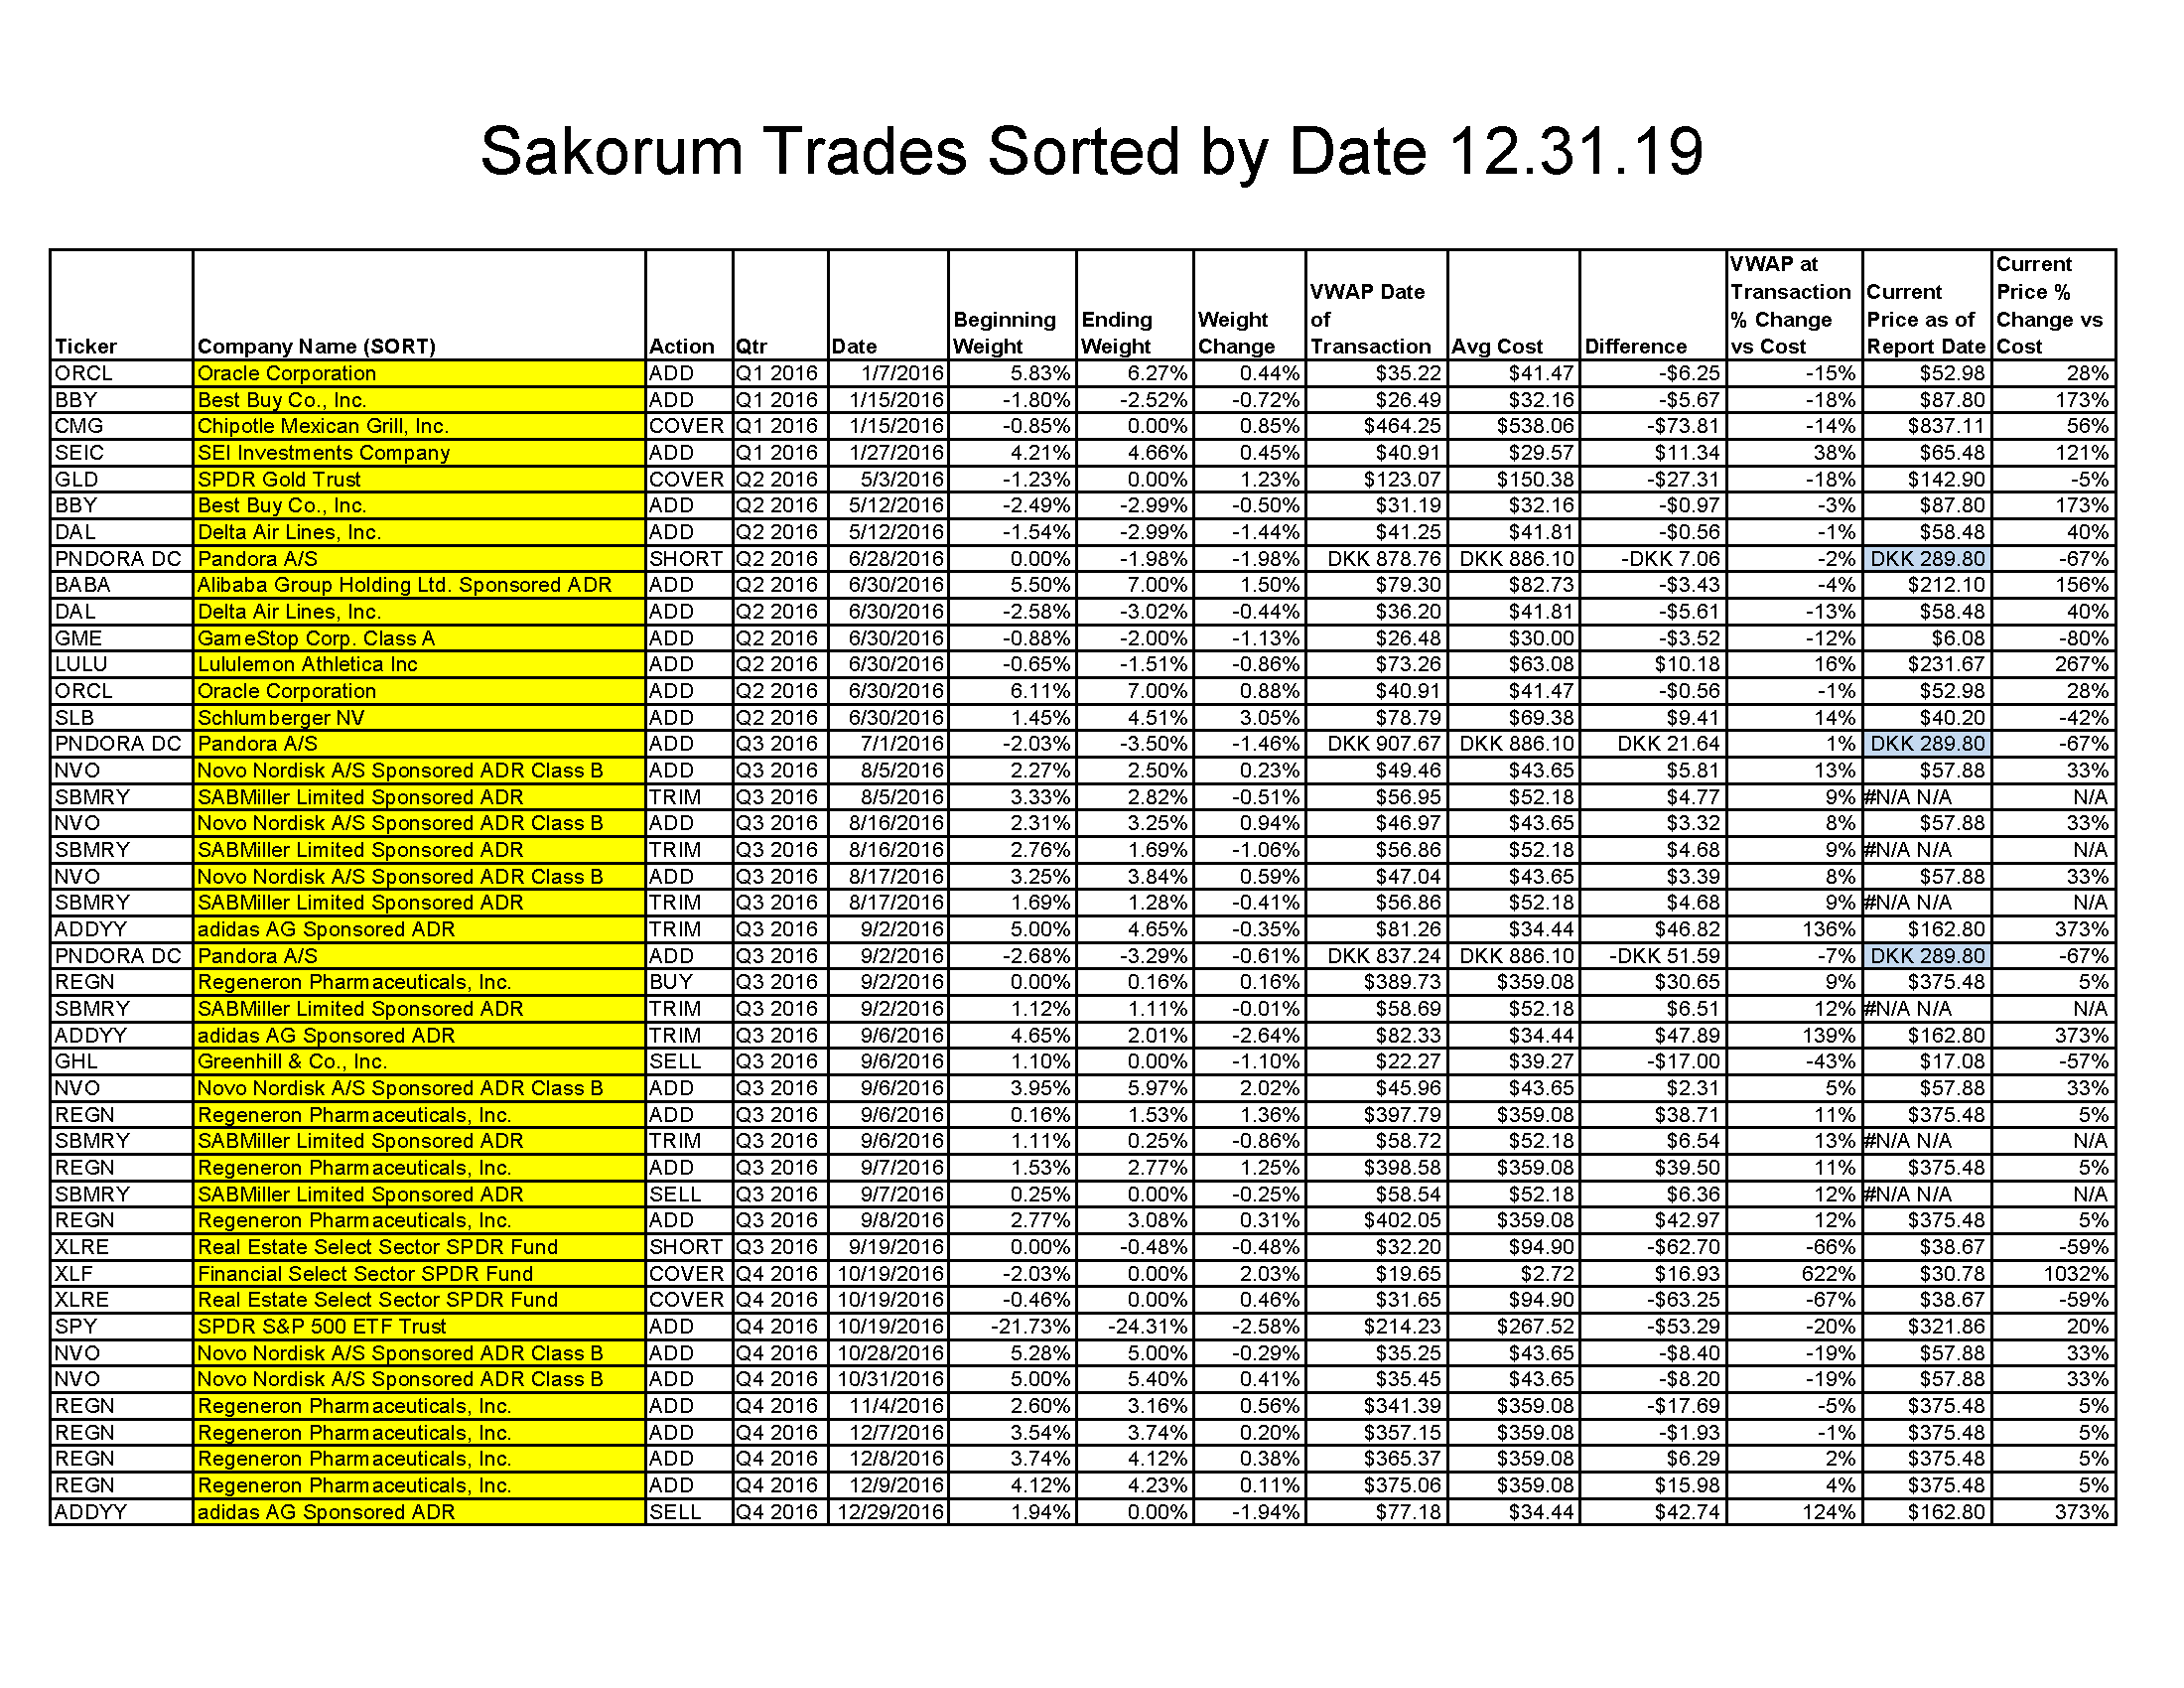 Sakorum Trades Sorted by Date 12.31.19
Ticker Company Name (SORT) Action Qtr Date Beginning Weight Ending Weight Weight Change VWAP Date of Transaction Avg Cost Difference VWAP at Transaction % Change vs Cost Current Price as of Report Date Current Price % Change vs Cost
ORCL Oracle Corporation ADD Q1 2016 1/7/2016 5.83% 6.27% 0.44% $35.22 $41.47 -$6.25 -15% $52.98 28%
BBY Best Buy Co., Inc. ADD Q1 2016 1/15/2016 -1.80% -2.52% -0.72% $26.49 $32.16 -$5.67 -18% $87.80 173%
CMG Chipotle Mexican Grill, Inc. COVER Q1 2016 1/15/2016 -0.85% 0.00% 0.85% $464.25 $538.06 -$73.81 -14% $837.11 56%
SEIC SEI Investments Company ADD Q1 2016 1/27/2016 4.21% 4.66% 0.45% $40.91 $29.57 $11.34 38% $65.48 121%
GLD SPDR Gold Trust COVER Q2 2016 5/3/2016 -1.23% 0.00% 1.23% $123.07 $150.38 -$27.31 -18% $142.90 -5%
BBY Best Buy Co., Inc. ADD Q2 2016 5/12/2016 -2.49% -2.99% -0.50% $31.19 $32.16 -$0.97 -3% $87.80 173%
DAL Delta Air Lines, Inc. ADD Q2 2016 5/12/2016 -1.54% -2.99% -1.44% $41.25 $41.81 -$0.56 -1% $58.48 40%
PNDORA DC Pandora A/S SHORT Q2 2016 6/28/2016 0.00% -1.98% -1.98% DKK 878.76 DKK 886.10 -DKK 7.06 -2% DKK 289.80 -67%
BABA Alibaba Group Holding Ltd. Sponsored ADR ADD Q2 2016 6/30/2016 5.50% 7.00% 1.50% $79.30 $82.73 -$3.43 -4% $212.10 156%
DAL Delta Air Lines, Inc. ADD Q2 2016 6/30/2016 -2.58% -3.02% -0.44% $36.20 $41.81 -$5.61 -13% $58.48 40%
GME GameStop Corp. Class A ADD Q2 2016 6/30/2016 -0.88% -2.00% -1.13% $26.48 $30.00 -$3.52 -12% $6.08 -80%
LULU Lululemon Athletica Inc ADD Q2 2016 6/30/2016 -0.65% -1.51% -0.86% $73.26 $63.08 $10.18 16% $231.67 267%
ORCL Oracle Corporation ADD Q2 2016 6/30/2016 6.11% 7.00% 0.88% $40.91 $41.47 -$0.56 -1% $52.98 28%
SLB Schlumberger NV ADD Q2 2016 6/30/2016 1.45% 4.51% 3.05% $78.79 $69.38 $9.41 14% $40.20 -42%
PNDORA DC Pandora A/S ADD Q3 2016 7/1/2016 -2.03% -3.50% -1.46% DKK 907.67 DKK 886.10 DKK 21.64 1% DKK 289.80 -67%
NVO Novo Nordisk A/S Sponsored ADR Class B ADD Q3 2016 8/5/2016 2.27% 2.50% 0.23% $49.46 $43.65 $5.81 13% $57.88 33%
SBMRY SABMiller Limited Sponsored ADR TRIM Q3 2016 8/5/2016 3.33% 2.82% -0.51% $56.95 $52.18 $4.77 9% #N/A N/A N/A
NVO Novo Nordisk A/S Sponsored ADR Class B ADD Q3 2016 8/16/2016 2.31% 3.25% 0.94% $46.97 $43.65 $3.32 8% $57.88 33%
SBMRY SABMiller Limited Sponsored ADR TRIM Q3 2016 8/16/2016 2.76% 1.69% -1.06% $56.86 $52.18 $4.68 9% #N/A N/A N/A
NVO Novo Nordisk A/S Sponsored ADR Class B ADD Q3 2016 8/17/2016 3.25% 3.84% 0.59% $47.04 $43.65 $3.39 8% $57.88 33%
SBMRY SABMiller Limited Sponsored ADR TRIM Q3 2016 8/17/2016 1.69% 1.28% -0.41% $56.86 $52.18 $4.68 9% #N/A N/A N/A
ADDYY adidas AG Sponsored ADR TRIM Q3 2016 9/2/2016 5.00% 4.65% -0.35% $81.26 $34.44 $46.82 136% $162.80 373%
PNDORA DC Pandora A/S ADD Q3 2016 9/2/2016 -2.68% -3.29% -0.61% DKK 837.24 DKK 886.10 -DKK 51.59 -7% DKK 289.80 -67%
REGN Regeneron Pharmaceuticals, Inc. BUY Q3 2016 9/2/2016 0.00% 0.16% 0.16% $389.73 $359.08 $30.65 9% $375.48 5%
SBMRY SABMiller Limited Sponsored ADR TRIM Q3 2016 9/2/2016 1.12% 1.11% -0.01% $58.69 $52.18 $6.51 12% #N/A N/A N/A
ADDYY adidas AG Sponsored ADR TRIM Q3 2016 9/6/2016 4.65% 2.01% -2.64% $82.33 $34.44 $47.89 139% $162.80 373%
GHL Greenhill & Co., Inc. SELL Q3 2016 9/6/2016 1.10% 0.00% -1.10% $22.27 $39.27 -$17.00 -43% $17.08 -57%
NVO Novo Nordisk A/S Sponsored ADR Class B ADD Q3 2016 9/6/2016 3.95% 5.97% 2.02% $45.96 $43.65 $2.31 5% $57.88 33%
REGN Regeneron Pharmaceuticals, Inc. ADD Q3 2016 9/6/2016 0.16% 1.53% 1.36% $397.79 $359.08 $38.71 11% $375.48 5%
SBMRY SABMiller Limited Sponsored ADR TRIM Q3 2016 9/6/2016 1.11% 0.25% -0.86% $58.72 $52.18 $6.54 13% #N/A N/A N/A
REGN Regeneron Pharmaceuticals, Inc. ADD Q3 2016 9/7/2016 1.53% 2.77% 1.25% $398.58 $359.08 $39.50 11% $375.48 5%
SBMRY SABMiller Limited Sponsored ADR SELL Q3 2016 9/7/2016 0.25% 0.00% -0.25% $58.54 $52.18 $6.36 12% #N/A N/A N/A
REGN Regeneron Pharmaceuticals, Inc. ADD Q3 2016 9/8/2016 2.77% 3.08% 0.31% $402.05 $359.08 $42.97 12% $375.48 5%
XLRE Real Estate Select Sector SPDR Fund SHORT Q3 2016 9/19/2016 0.00% -0.48% -0.48% $32.20 $94.90 -$62.70 -66% $38.67 -59%
XLF Financial Select Sector SPDR Fund COVER Q4 2016 10/19/2016 -2.03% 0.00% 2.03% $19.65 $2.72 $16.93 622% $30.78 1032%
XLRE Real Estate Select Sector SPDR Fund COVER Q4 2016 10/19/2016 -0.46% 0.00% 0.46% $31.65 $94.90 -$63.25 -67% $38.67 -59%
SPY SPDR S&P 500 ETF Trust ADD Q4 2016 10/19/2016 -21.73% -24.31% -2.58% $214.23 $267.52 -$53.29 -20% $321.86 20%
NVO Novo Nordisk A/S Sponsored ADR Class B ADD Q4 2016 10/28/2016 5.28% 5.00% -0.29% $35.25 $43.65 -$8.40 -19% $57.88 33%
NVO Novo Nordisk A/S Sponsored ADR Class B ADD Q4 2016 10/31/2016 5.00% 5.40% 0.41% $35.45 $43.65 -$8.20 -19% $57.88 33%
REGN Regeneron Pharmaceuticals, Inc. ADD Q4 2016 11/4/2016 2.60% 3.16% 0.56% $341.39 $359.08 -$17.69 -5% $375.48 5%
REGN Regeneron Pharmaceuticals, Inc. ADD Q4 2016 12/7/2016 3.54% 3.74% 0.20% $357.15 $359.08 -$1.93 -1% $375.48 5%
REGN Regeneron Pharmaceuticals, Inc. ADD Q4 2016 12/8/2016 3.74% 4.12% 0.38% $365.37 $359.08 $6.29 2% $375.48 5%
REGN Regeneron Pharmaceuticals, Inc. ADD Q4 2016 12/9/2016 4.12% 4.23% 0.11% $375.06 $359.08 $15.98 4% $375.48 5%
ADDYY adidas AG Sponsored ADR SELL Q4 2016 12/29/2016 1.94% 0.00% -1.94% $77.18 $34.44 $42.74 124% $162.80 373%